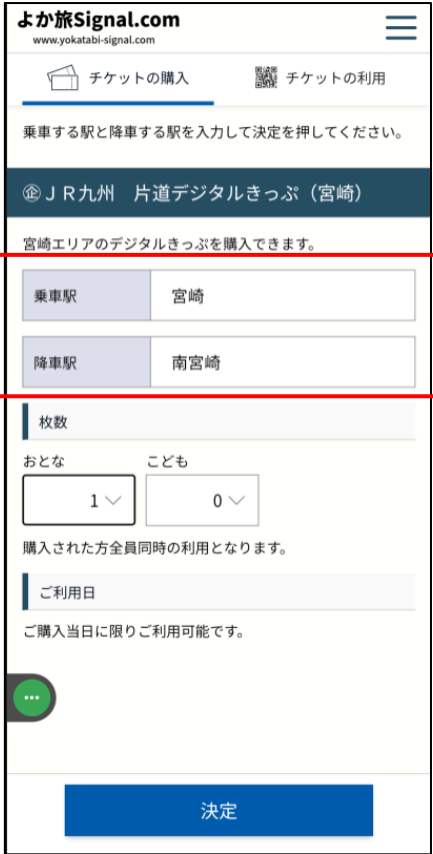 よか旅Signal.com
www.yokatabi-signal.com
チケットの購入 チケットの利用
乗車する駅と降車する駅を入力して決定を押してください。
㊭ＪＲ九州　片道デジタルきっぷ（宮崎）
宮崎エリアのデジタルきっぷを購入できます。
乗車駅 宮崎
降車駅 南宮崎
枚数
おとな こども
1 0
購入された方全員同時の利用となります。
ご利用日
ご購入当日に限りご利用可能です。
決定